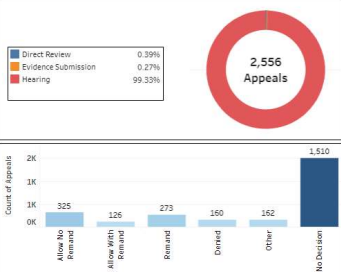 Direct Review 0.39%
Evidence Submission 0.27%
Hearing 99.33%
2,556
Appeals
Count of Appeals
2K
1K
1K
0K
325
126
273
160
162
1,510
Allow No
Remand
Allow With
Remand
Remand
Denied
Other
No Decision